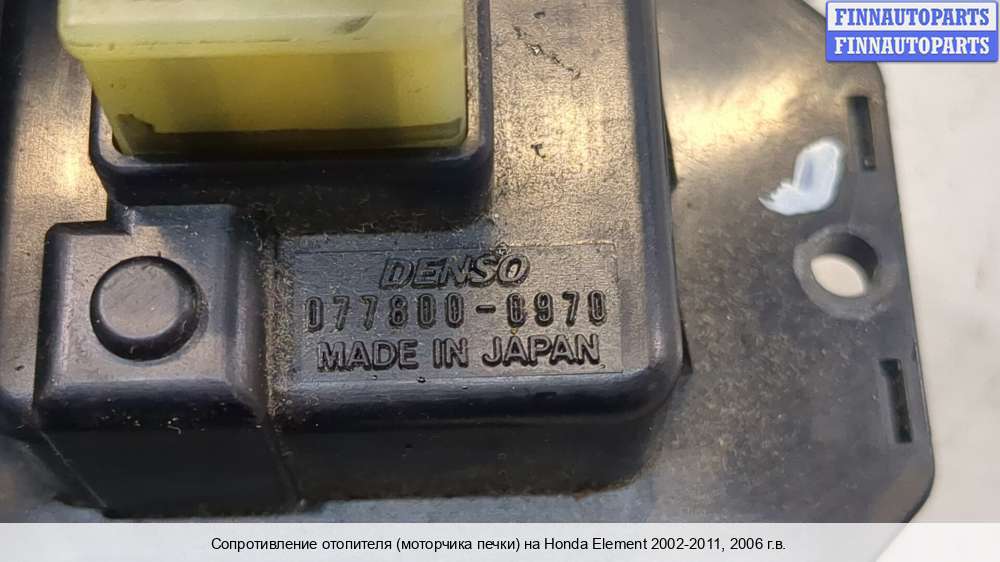 FINNAUTOPARTS
FINNAUTOPARTS
DENSO
077800-0970
MADE IN JAPAN
Сопротивление отопителя (моторчика печки) на Honda Element 2002-2011, 2006 г.в.